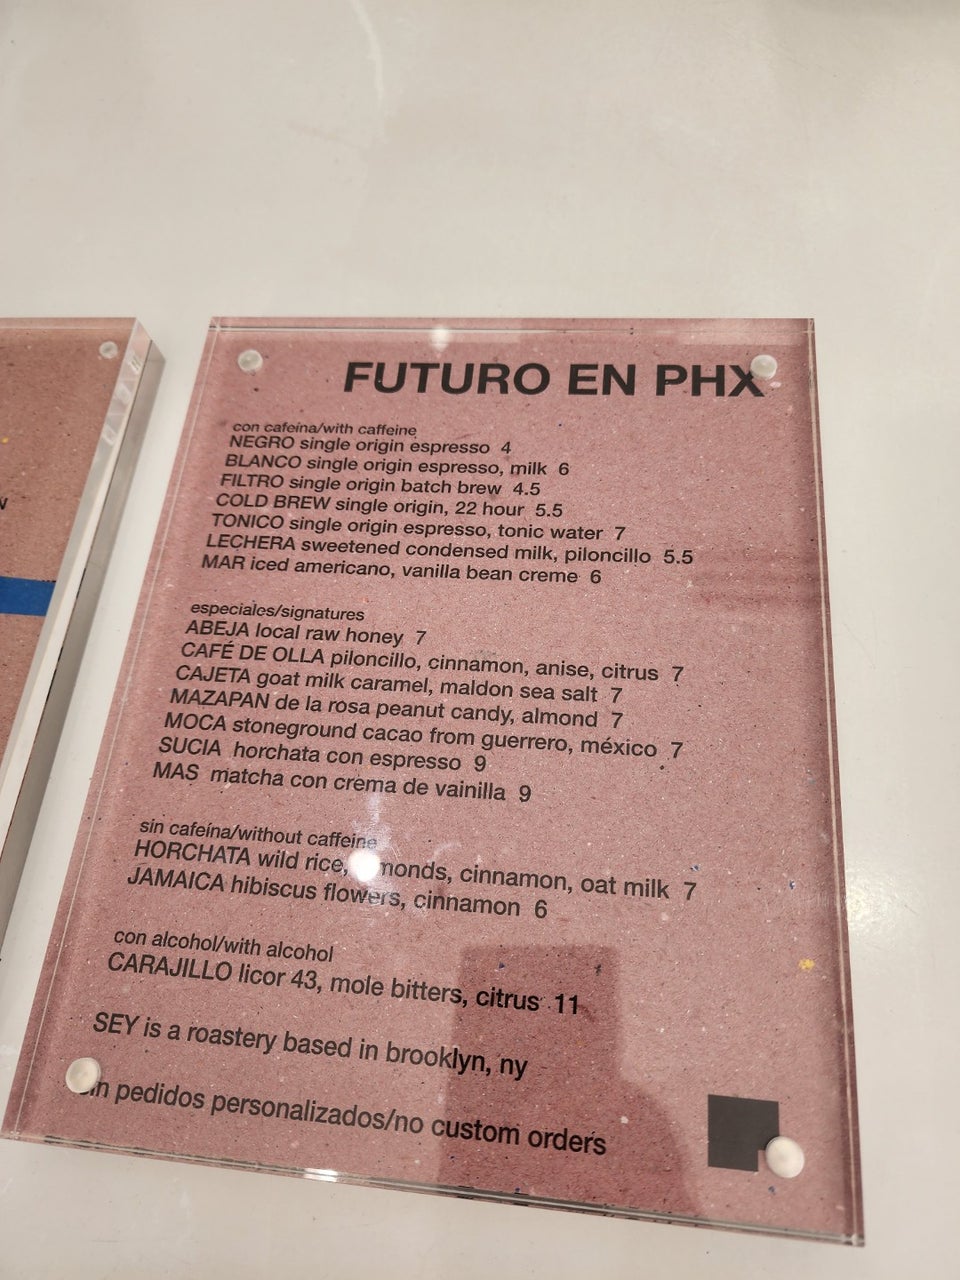 FUTURO EN PHX
con cafeína/with caffeine
NEGRO single origin espresso 4
BLANCO single origin espresso, milk 6
FILTRO single origin batch brew 4.5
COLD BREW single origin, 22 hour 5.5
TONICO single origin espresso, tonic water 7
LECHERA sweetened condensed milk, piloncillo 5.5
MAR iced americano, vanilla bean creme 6
especiales/signatures
ABEJA local raw honey 7
CAFÉ DE OLLA piloncillo, cinnamon, anise, citrus 7
CAJETA goat milk caramel, maldon sea salt 7
MAZAPAN de la rosa peanut candy, almond 7
MOCA stoneground cacao from guerrero, méxico 7
SUCIA horchata con espresso 9
MAS matcha con crema de vainilla 9
sin cafeína/without caffeine
HORCHATA wild rice, almonds, cinnamon, oat milk 7
JAMAICA hibiscus flowers, cinnamon 6
con alcohol/with alcohol
CARAJILLO licor 43, mole bitters, citrus 11
SEY is a roastery based in brooklyn, ny
sin pedidos personalizados/no custom orders